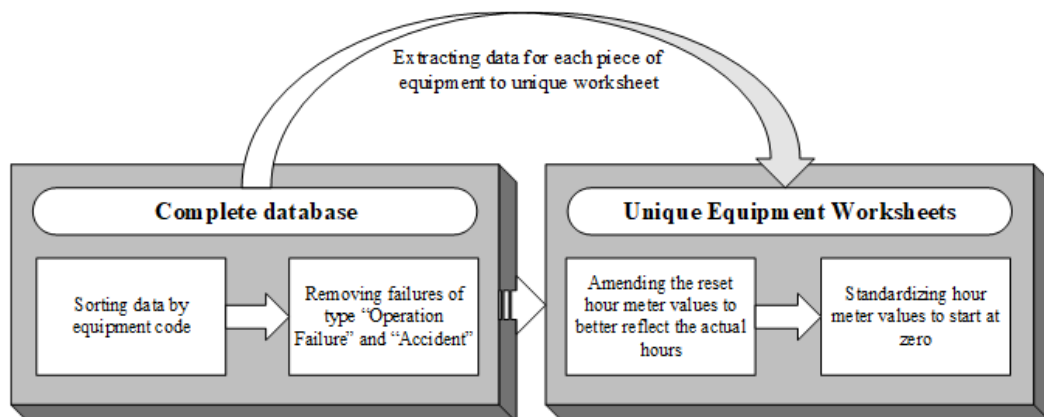 Extracting data for each piece of
equipment to unique worksheet
Complete database
Sorting data by
equipment code
Removing failures of
type “Operation
Failure” and “Accident”
Unique Equipment Worksheets
Amending the reset
hour meter values to
better reflect the actual
hours
Standardizing hour
meter values to start at
zero